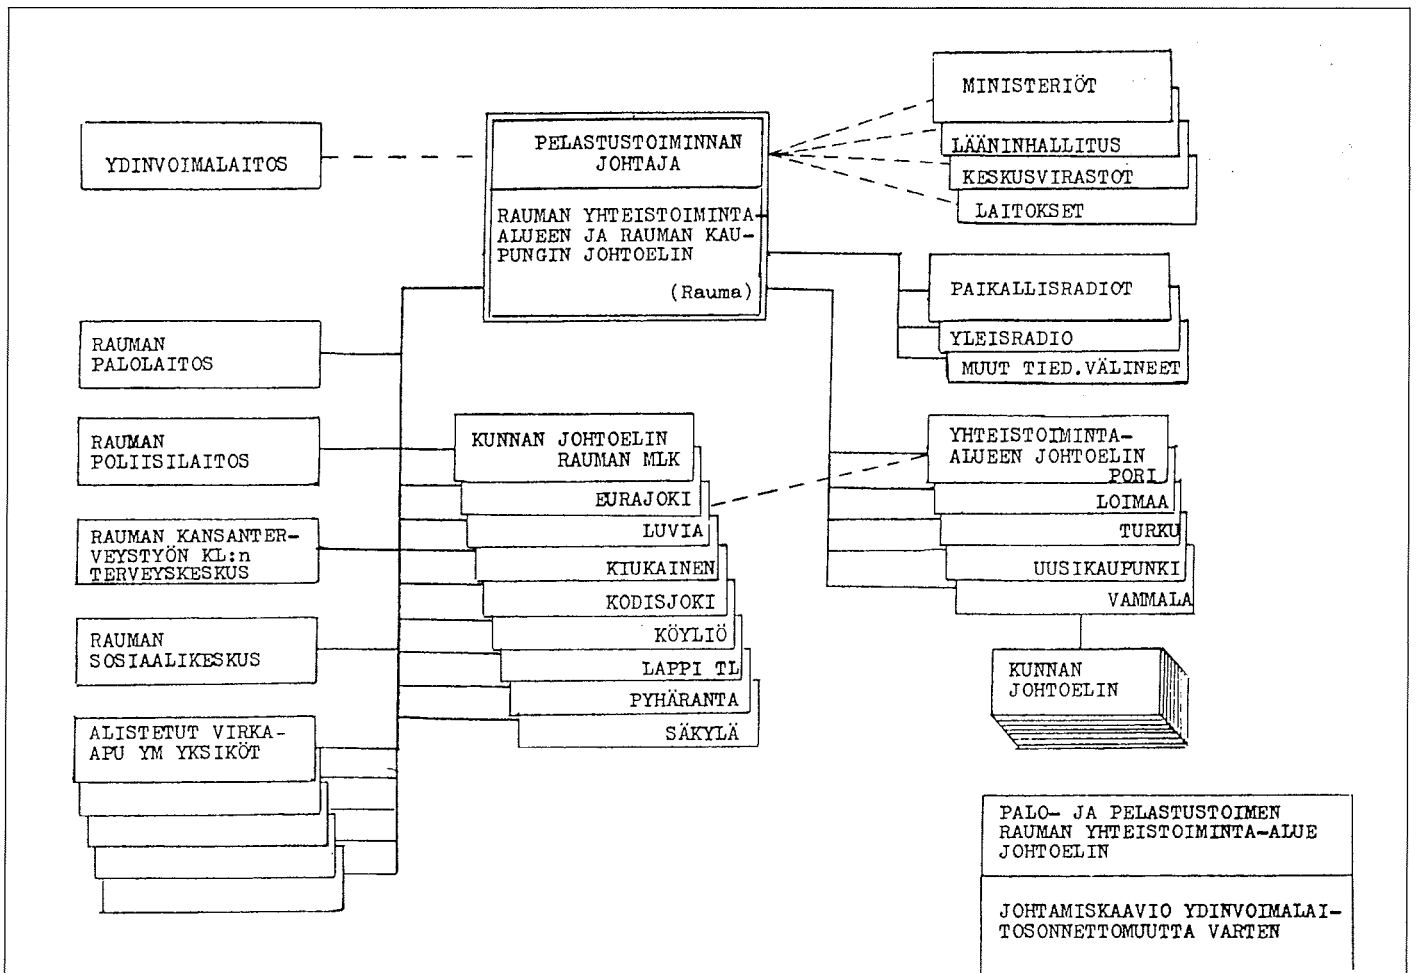 YDINVOIMALAITOS
PELASTUSTOIMINNAN
JOHTAJA
RAUMAN YHTEISTOIMINTA-
ALUEEN JA RAUMAN KAU-
PUNGIN JOHTOELIN
(Rauma)
MINISTERIÖT
LÄÄNINHALLITUS
KESKUSVIRASTOT
LAITOKSET
PAIKALLISRADIOT
YLEISRADIO
MUUT TIED.VÄLINEET
RAUMAN
PALOLAITOS
RAUMAN
POLIISILAITOS
RAUMAN KANSANTER-
VEYSTYÖN KL:n
TERVEYSKESKUS
RAUMAN
SOSIAALIKESKUS
ALISTETUT VIRKA-
APU YM YKSIKÖT
KUNNAN JOHTOELIN
RAUMAN MLK
EURAJOKI
LUVIA
KIUKAINEN
KODISJOKI
KÖYLIÖ
LAPPI TL
PYHÄRANTA
SÄKYLÄ
YHTEISTOIMINTA-
ALUEEN JOHTOELIN
PORI
LOIMAA
TURKU
UUSIKAUPUNKI
VAMMALA
KUNNAN
JOHTOELIN
PALO- JA PELASTUSTOIMEN
RAUMAN YHTEISTOIMINTA-ALUE
JOHTOELIN
JOHTAMISKAAVIO YDINVOIMALAI-
TOSONNETTOMUUTTA VARTEN